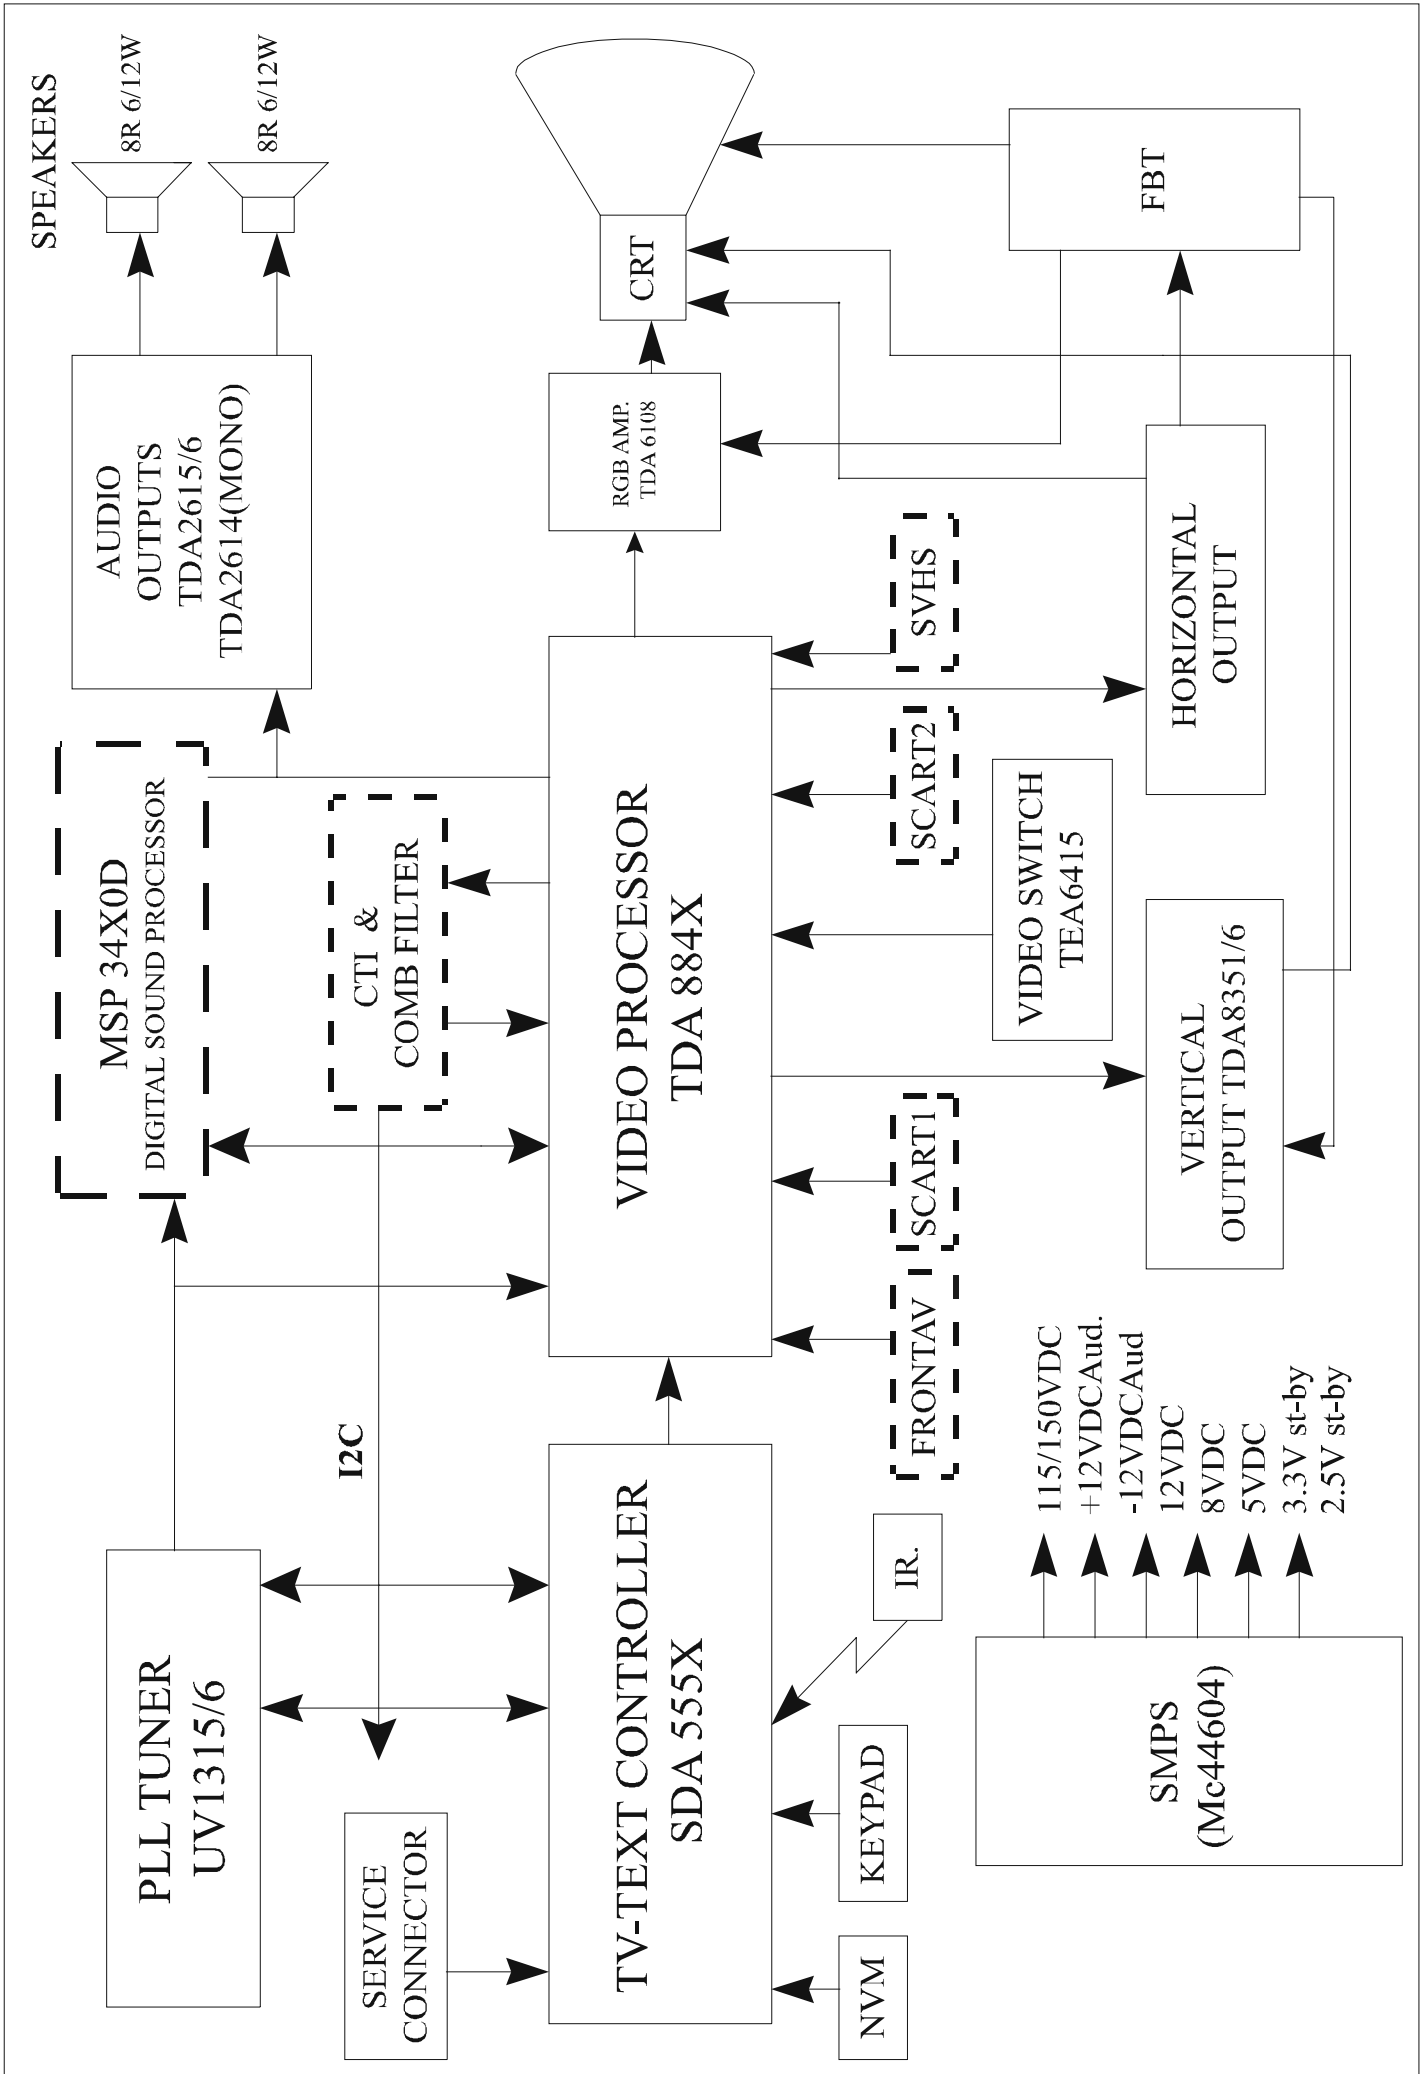 PLL TUNER
UV1315/6
MSP 34X0D
DIGITAL SOUND PROCESSOR
AUDIO
OUTPUTS
TDA2615/6
TDA2614(MONO)
SPEAKERS
8R 6/12W
8R 6/12W
SERVICE
CONNECTOR
I2C
CTI &
COMB FILTER
TV-TEXT CONTROLLER
SDA 555X
VIDEO PROCESSOR
TDA 884X
RGB AMP.
TDA 6108
CRT
NVM
KEYPAD
IR.
FRONTAV
SCART1
SCART2
SVHS
VIDEO SWITCH
TEA6415
SMPS
(Mc44604)
115/150VDC
+12VDCAud.
-12VDCAud
12VDC
8VDC
5VDC
3.3V st-by
2.5V st-by
VERTICAL
OUTPUT TDA8351/6
HORIZONTAL
OUTPUT
FBT